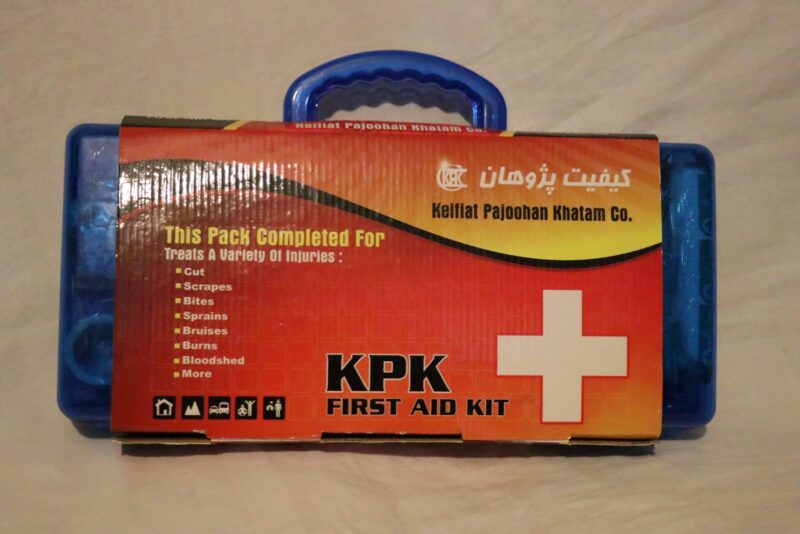 Keifiat Pajoohan Khatam Co.
کیفیت پژوهان
Keifiat Pajoohan Khatam Co.
This Pack Completed For
Treats A Variety Of Injuries :
Cut
Scrapes
Bites
Sprains
Bruises
Burns
Bloodshed
More
KPK
FIRST AID KIT